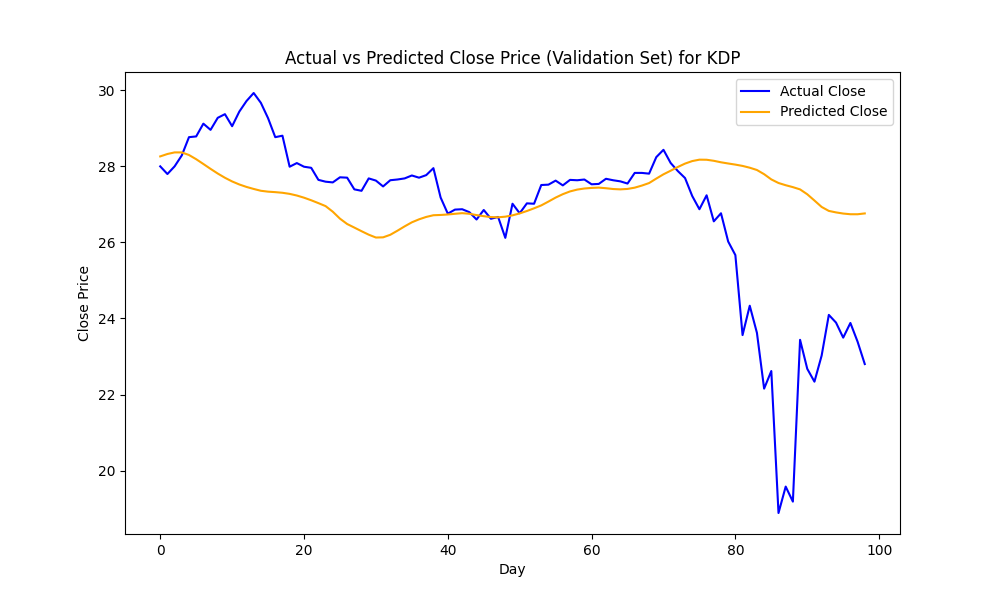 Actual vs Predicted Close Price (Validation Set) for KDP
Actual Close
Predicted Close
30
28
26
24
22
20
Close Price
0 20 40 60 80 100
Day